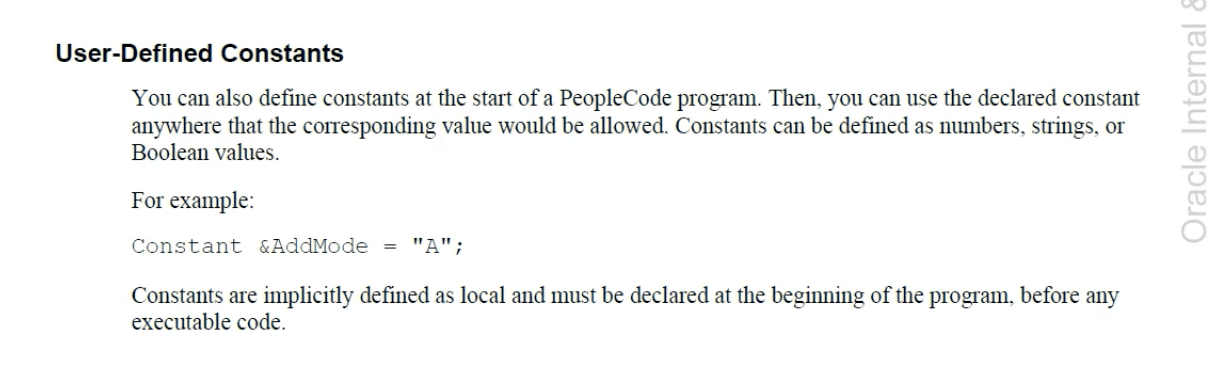 User-Defined Constants
You can also define constants at the start of a PeopleCode program. Then, you can use the declared constant
anywhere that the corresponding value would be allowed. Constants can be defined as numbers, strings, or
Boolean values.
For example:
Constant &AddMode = "A";
Constants are implicitly defined as local and must be declared at the beginning of the program, before any
executable code.
Oracle Internal &